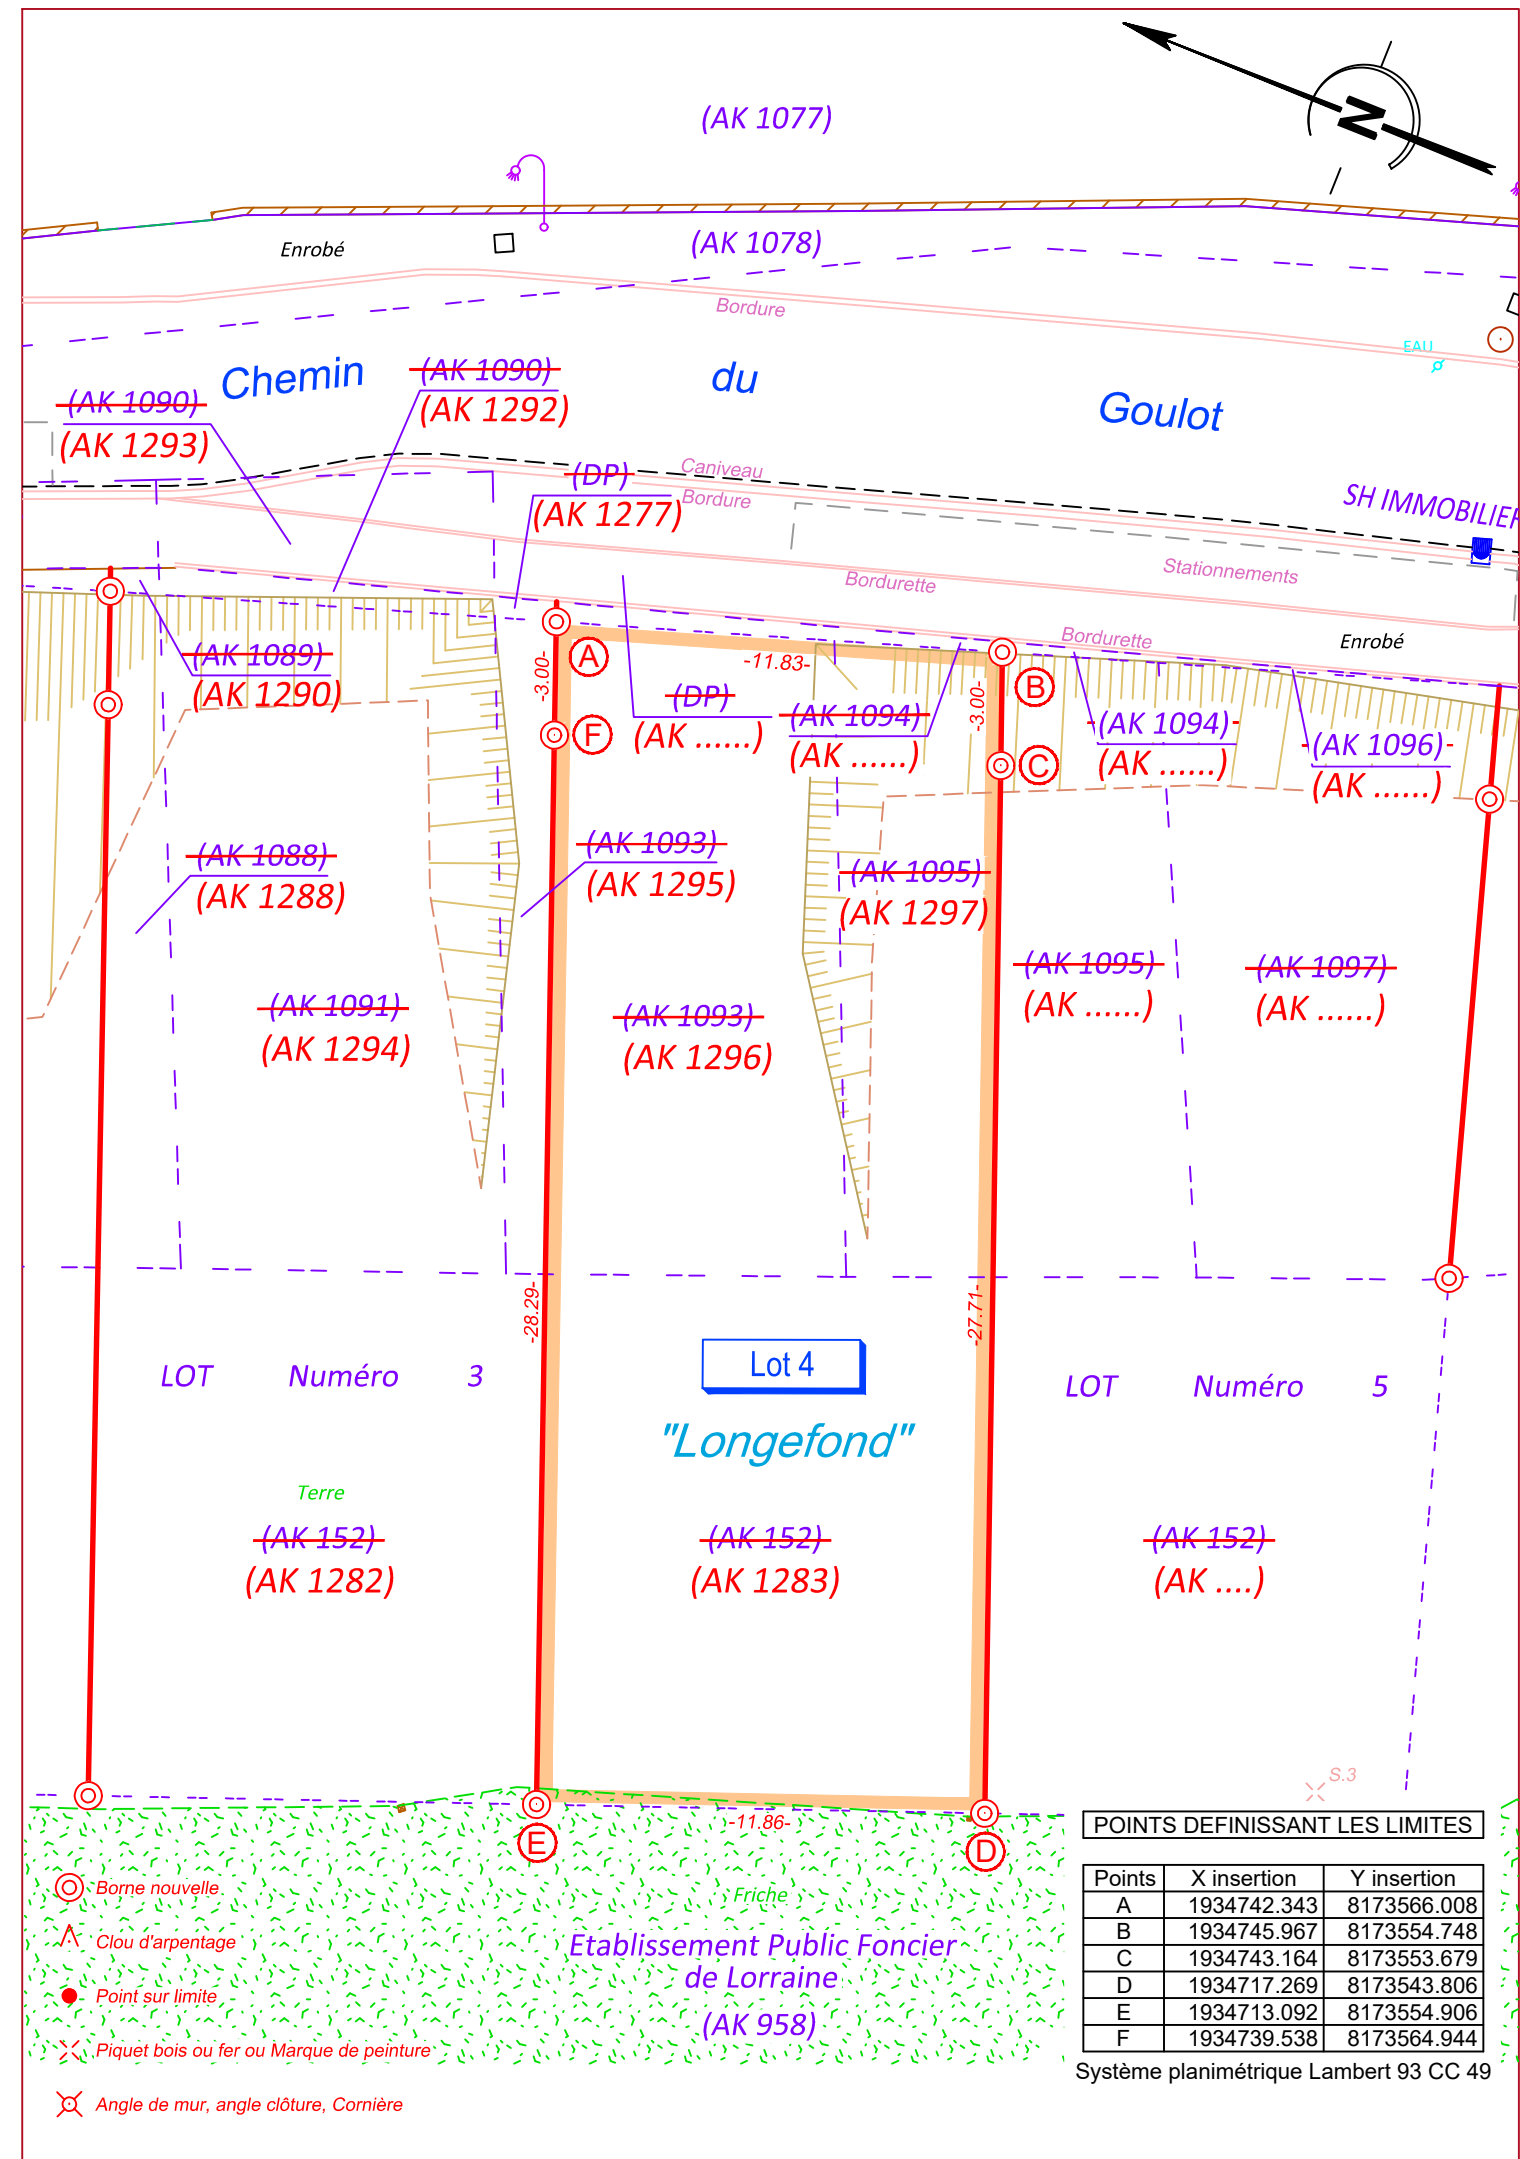 N
(AK 1077)
(AK 1078)
Enrobé
Bordure
EAU
Chemin du Goulot
(AK 1090)
(AK 1292)
(AK 1090)
(AK 1293)
Caniveau
(DP)
Bordure
(AK 1277)
SH IMMOBILIER
Stationnements
Bordurette
Bordurette
Enrobé
(AK 1089)
(AK 1290)
A
-11.83-
-3.00-
B
-3.00-
(DP)
(AK ......)
(AK 1094)
(AK ......)
(AK 1094)
(AK ......)
(AK 1096)
(AK ......)
F
C
(AK 1088)
(AK 1288)
(AK 1093)
(AK 1295)
(AK 1095)
(AK 1297)
(AK 1095)
(AK ......)
(AK 1097)
(AK ......)
(AK 1091)
(AK 1294)
(AK 1093)
(AK 1296)
-28.29-
-27.71-
LOT Numéro 3
Lot 4
LOT Numéro 5
"Longefond"
Terre
(AK 152)
(AK 1282)
(AK 152)
(AK 1283)
(AK 152)
(AK ....)
S.3
-11.86-
E
D
Friche
Etablissement Public Foncier
de Lorraine
(AK 958)
Borne nouvelle
Clou d'arpentage
Point sur limite
Piquet bois ou fer ou Marque de peinture
Angle de mur, angle clôture, Cornière
POINTS DEFINISSANT LES LIMITES
Points X insertion Y insertion
A 1934742.343 8173566.008
B 1934745.967 8173554.748
C 1934743.164 8173553.679
D 1934717.269 8173543.806
E 1934713.092 8173554.906
F 1934739.538 8173564.944
Système planimétrique Lambert 93 CC 49